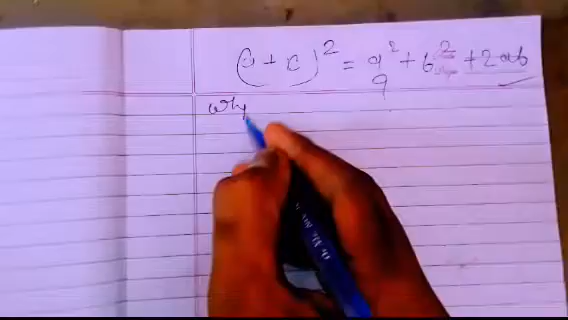 ( + c)² = a² + b² + 2ab
why